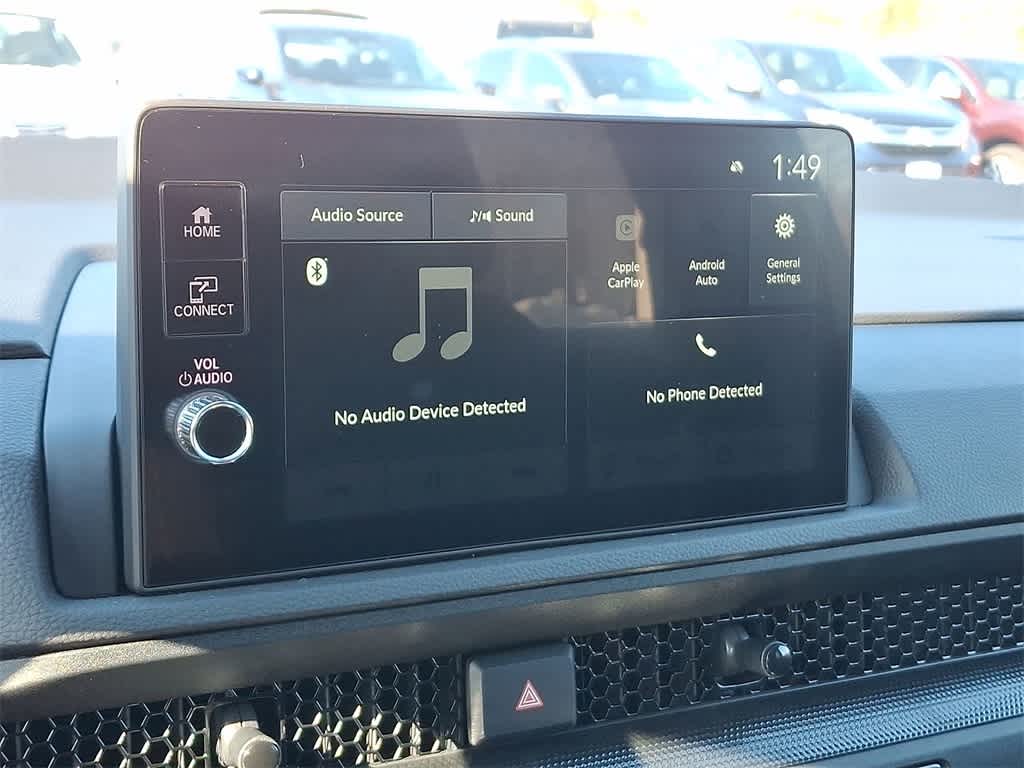 1:49
HOME
CONNECT
VOL
AUDIO
Audio Source
Sound
Apple
CarPlay
Android
Auto
General
Settings
No Audio Device Detected
No Phone Detected